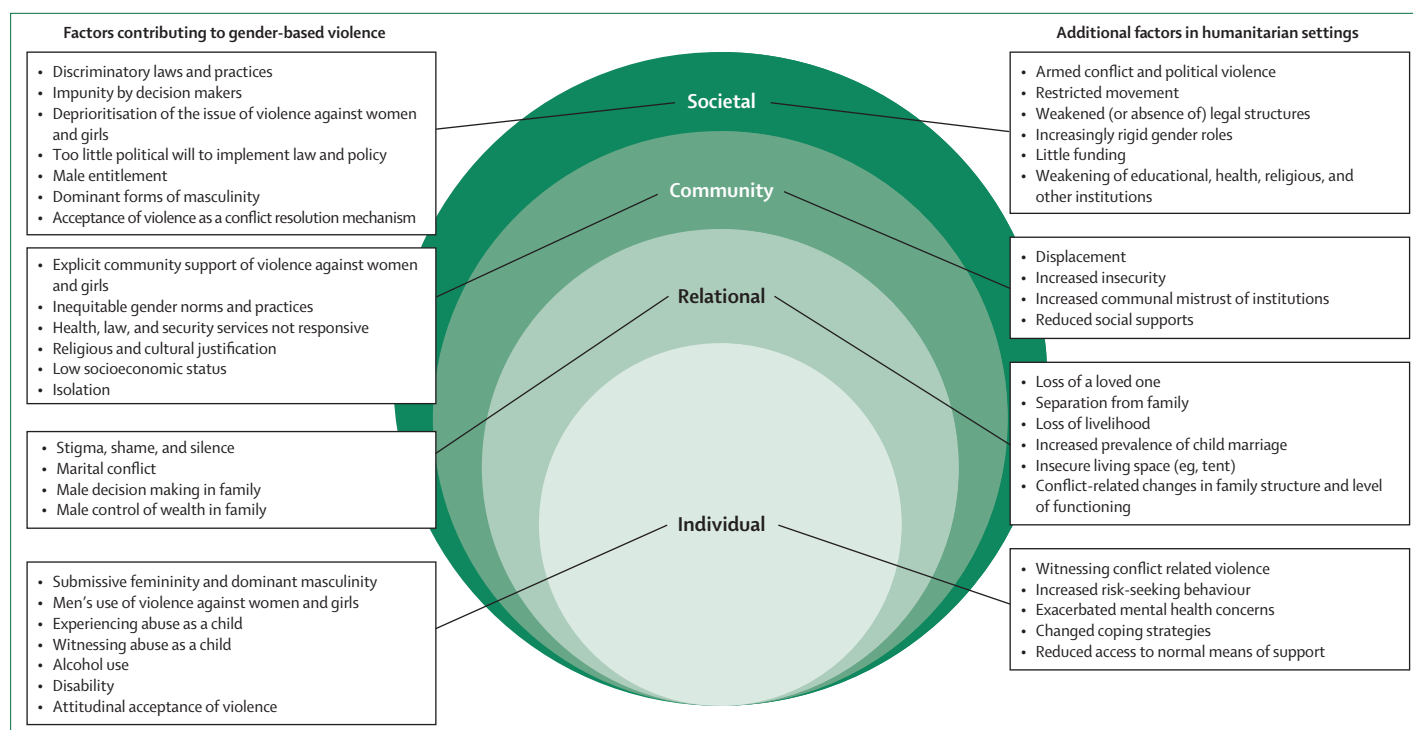 Factors contributing to gender-based violence
• Discriminatory laws and practices
• Impunity by decision makers
• Deprioritisation of the issue of violence against women
and girls
• Too little political will to implement law and policy
• Male entitlement
• Dominant forms of masculinity
• Acceptance of violence as a conflict resolution mechanism
• Explicit community support of violence against women
and girls
• Inequitable gender norms and practices
• Health, law, and security services not responsive
• Religious and cultural justification
• Low socioeconomic status
• Isolation
• Stigma, shame, and silence
• Marital conflict
• Male decision making in family
• Male control of wealth in family
• Submissive femininity and dominant masculinity
• Men's use of violence against women and girls
• Experiencing abuse as a child
• Witnessing abuse as a child
• Alcohol use
• Disability
• Attitudinal acceptance of violence
Societal
Community
Relational
Individual
Additional factors in humanitarian settings
• Armed conflict and political violence
• Restricted movement
• Weakened (or absence of) legal structures
• Increasingly rigid gender roles
• Little funding
• Weakening of educational, health, religious, and
other institutions
• Displacement
• Increased insecurity
• Increased communal mistrust of institutions
• Reduced social supports
• Loss of a loved one
• Separation from family
• Loss of livelihood
• Increased prevalence of child marriage
• Insecure living space (eg, tent)
• Conflict-related changes in family structure and level
of functioning
• Witnessing conflict related violence
• Increased risk-seeking behaviour
• Exacerbated mental health concerns
• Changed coping strategies
• Reduced access to normal means of support